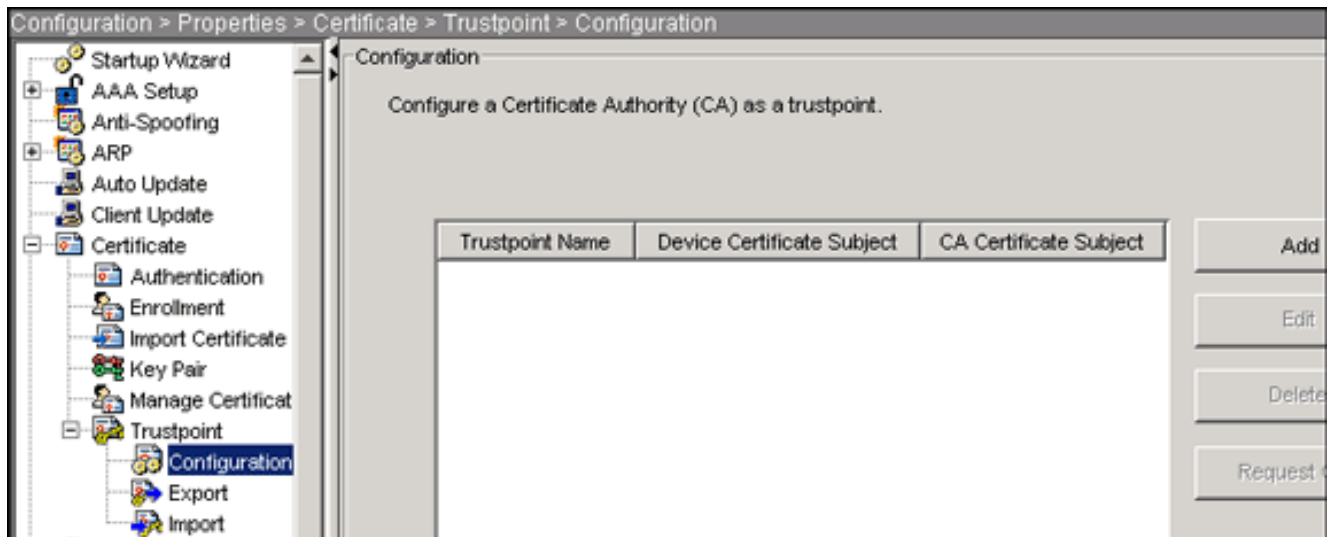 Configuration > Properties > Certificate > Trustpoint > Configuration
Startup Wizard
AAA Setup
Anti-Spoofing
ARP
Auto Update
Client Update
Certificate
Authentication
Enrollment
Import Certificate
Key Pair
Manage Certificat
Trustpoint
Configuration
Export
Import
Configuration
Configure a Certificate Authority (CA) as a trustpoint.
Trustpoint Name Device Certificate Subject CA Certificate Subject
Add
Edit
Delete
Request